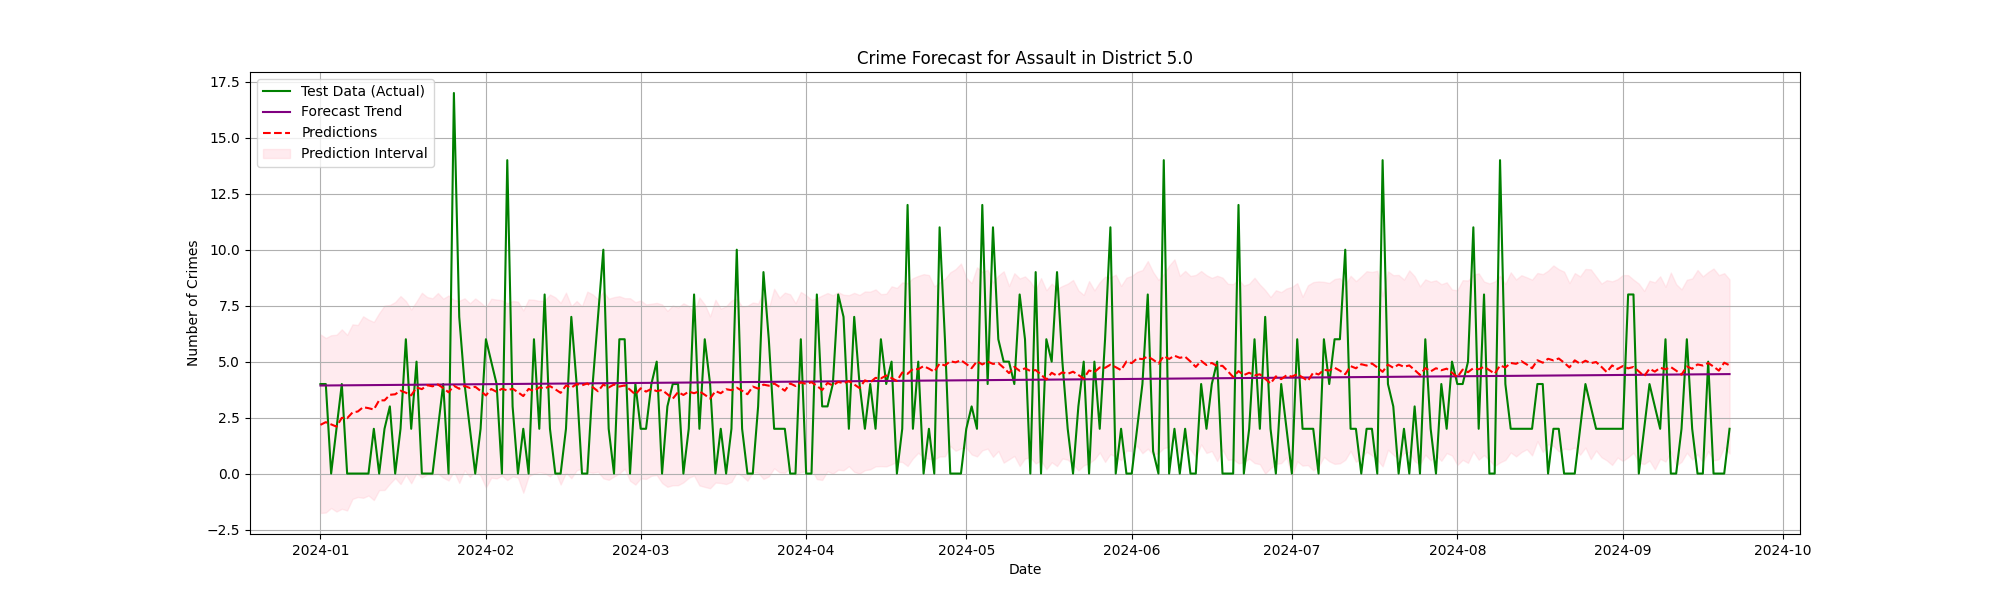 Crime Forecast for Assault in District 5.0
17.5
15.0
12.5
10.0
7.5
5.0
2.5
0.0
−2.5
Number of Crimes
Test Data (Actual)
Forecast Trend
Predictions
Prediction Interval
2024-01 2024-02 2024-03 2024-04 2024-05 2024-06 2024-07 2024-08 2024-09 2024-10
Date